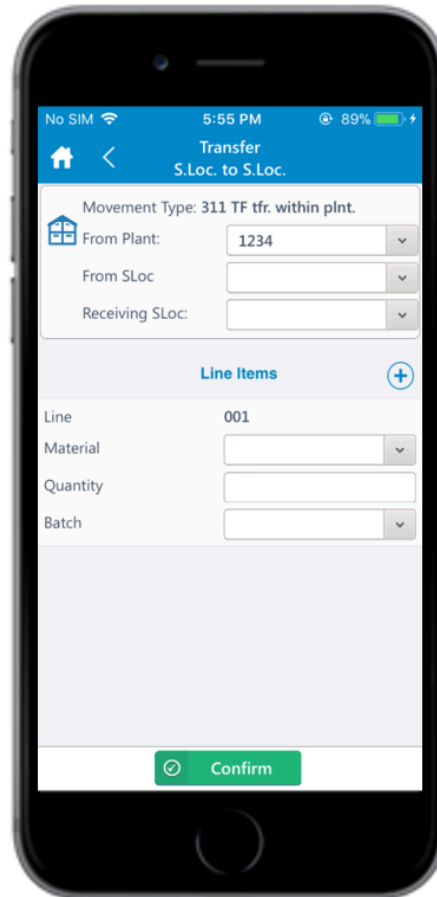 No SIM 5:55 PM 89%
Transfer
S.Loc. to S.Loc.
Movement Type: 311 TF tfr. within plnt.
From Plant: 1234
From SLoc
Receiving SLoc:
Line Items
Line 001
Material
Quantity
Batch
Confirm